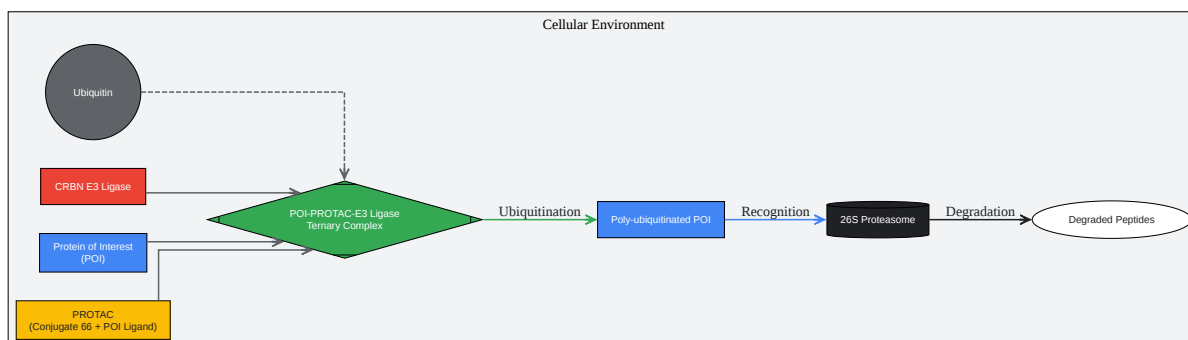 Cellular Environment
Ubiquitin
CRBN E3 Ligase
Protein of Interest
(POI)
PROTAC
(Conjugate 66 + POI Ligand)
POI-PROTAC-E3 Ligase
Ternary Complex
Ubiquitination
Poly-ubiquitinated POI
Recognition
26S Proteasome
Degradation
Degraded Peptides